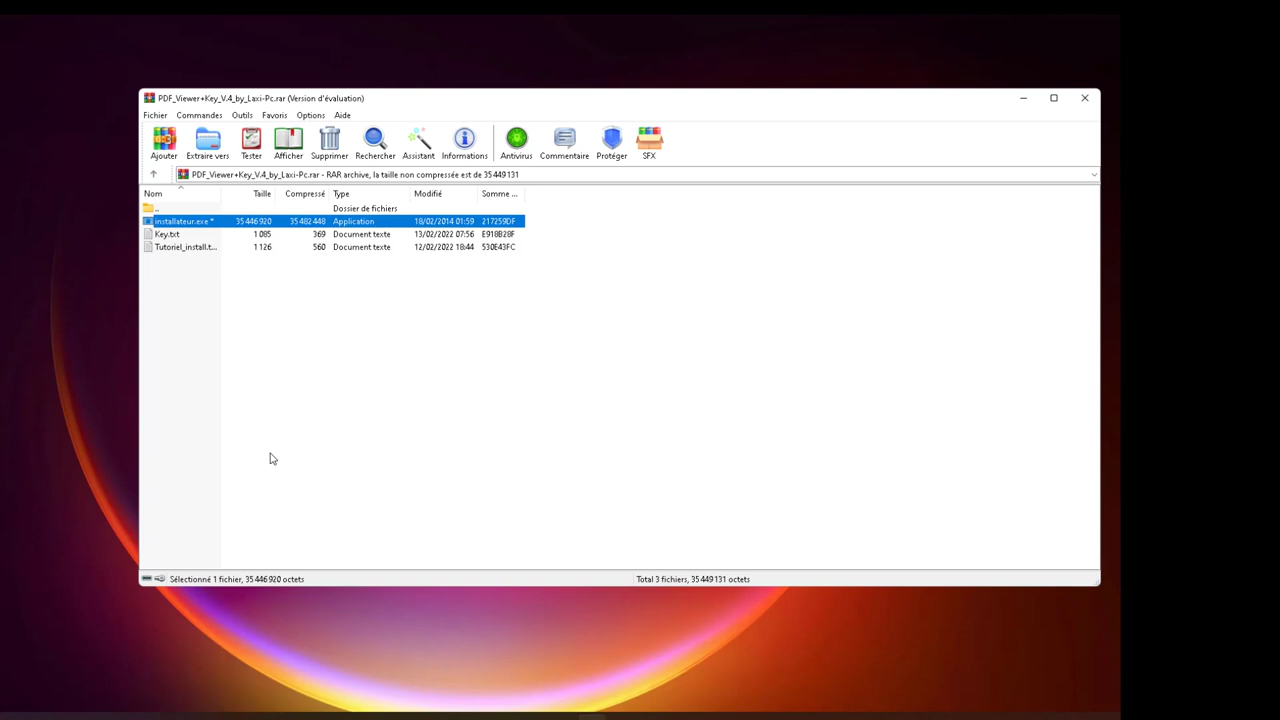 PDF_Viewer+Key_V.4_by_Laxi-Pc.rar (Version d'évaluation)
Fichier Commandes Outils Favoris Options Aide
Ajouter Extraire vers Tester Afficher Supprimer Rechercher Assistant Informations Antivirus Commentaire Protéger SFX
PDF_Viewer+Key_V.4_by_Laxi-Pc.rar - RAR archive, la taille non compressée est de 35 449 131
Nom Taille Compressé Type Modifié Somme ...
.. Dossier de fichiers
installateur.exe * 35 446 920 35 482 448 Application 18/02/2014 01:59 217259DF
Key.txt 1 085 369 Document texte 13/02/2022 07:56 E918B28F
Tutoriel_install.t... 1 126 560 Document texte 12/02/2022 18:44 530E43FC
Sélectionné 1 fichier, 35 446 920 octets
Total 3 fichiers, 35 449 131 octets